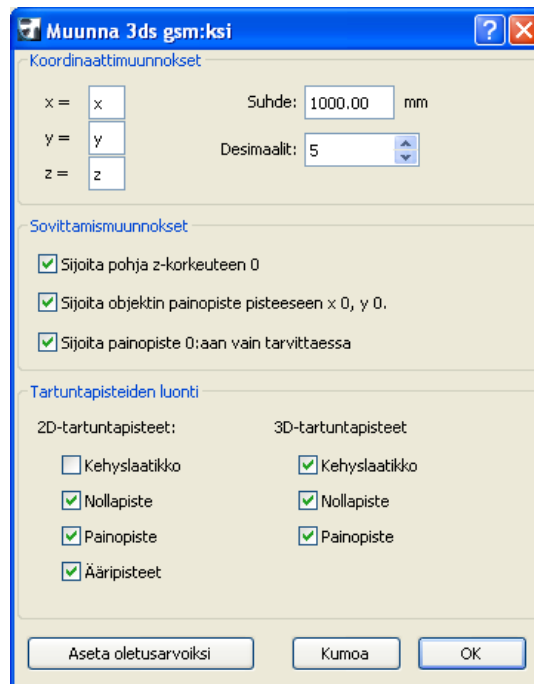 Muunna 3ds gsm:ksi
Koordinaattimuunnokset
x = x
Suhde: 1000.00 mm
y = y
Desimaalit: 5
z = z
Sovittamismuunnokset
Sijoita pohja z-korkeuteen 0
Sijoita objektin painopiste pisteeseen x 0, y 0.
Sijoita painopiste 0:aan vain tarvittaessa
Tartuntapisteiden luonti
2D-tartuntapisteet:
Kehyslaatikko
Nollapiste
Painopiste
Ääripisteet
3D-tartuntapisteet
Kehyslaatikko
Nollapiste
Painopiste
Aseta oletusarvoiksi
Kumoa
OK